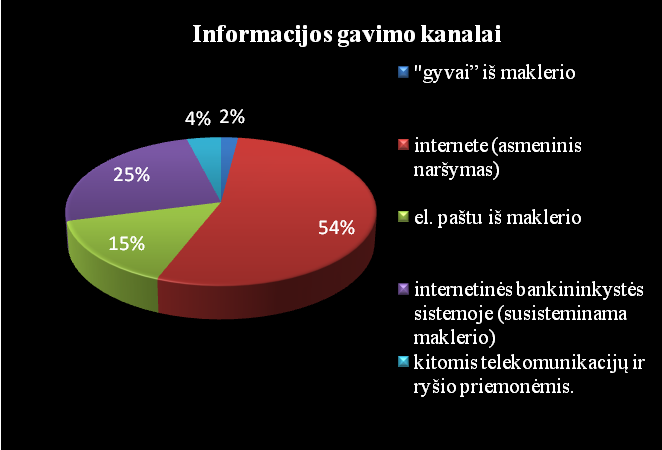 Informacijos gavimo kanalai
"gyvai” iš maklerio
internete (asmeninis
naršymas)
el. paštu iš maklerio
internetinės bankininkystės
sistemoje (susisteminama
maklerio)
kitomis telekomunikacijų ir
ryšio priemonėmis.
4%
2%
25%
54%
15%